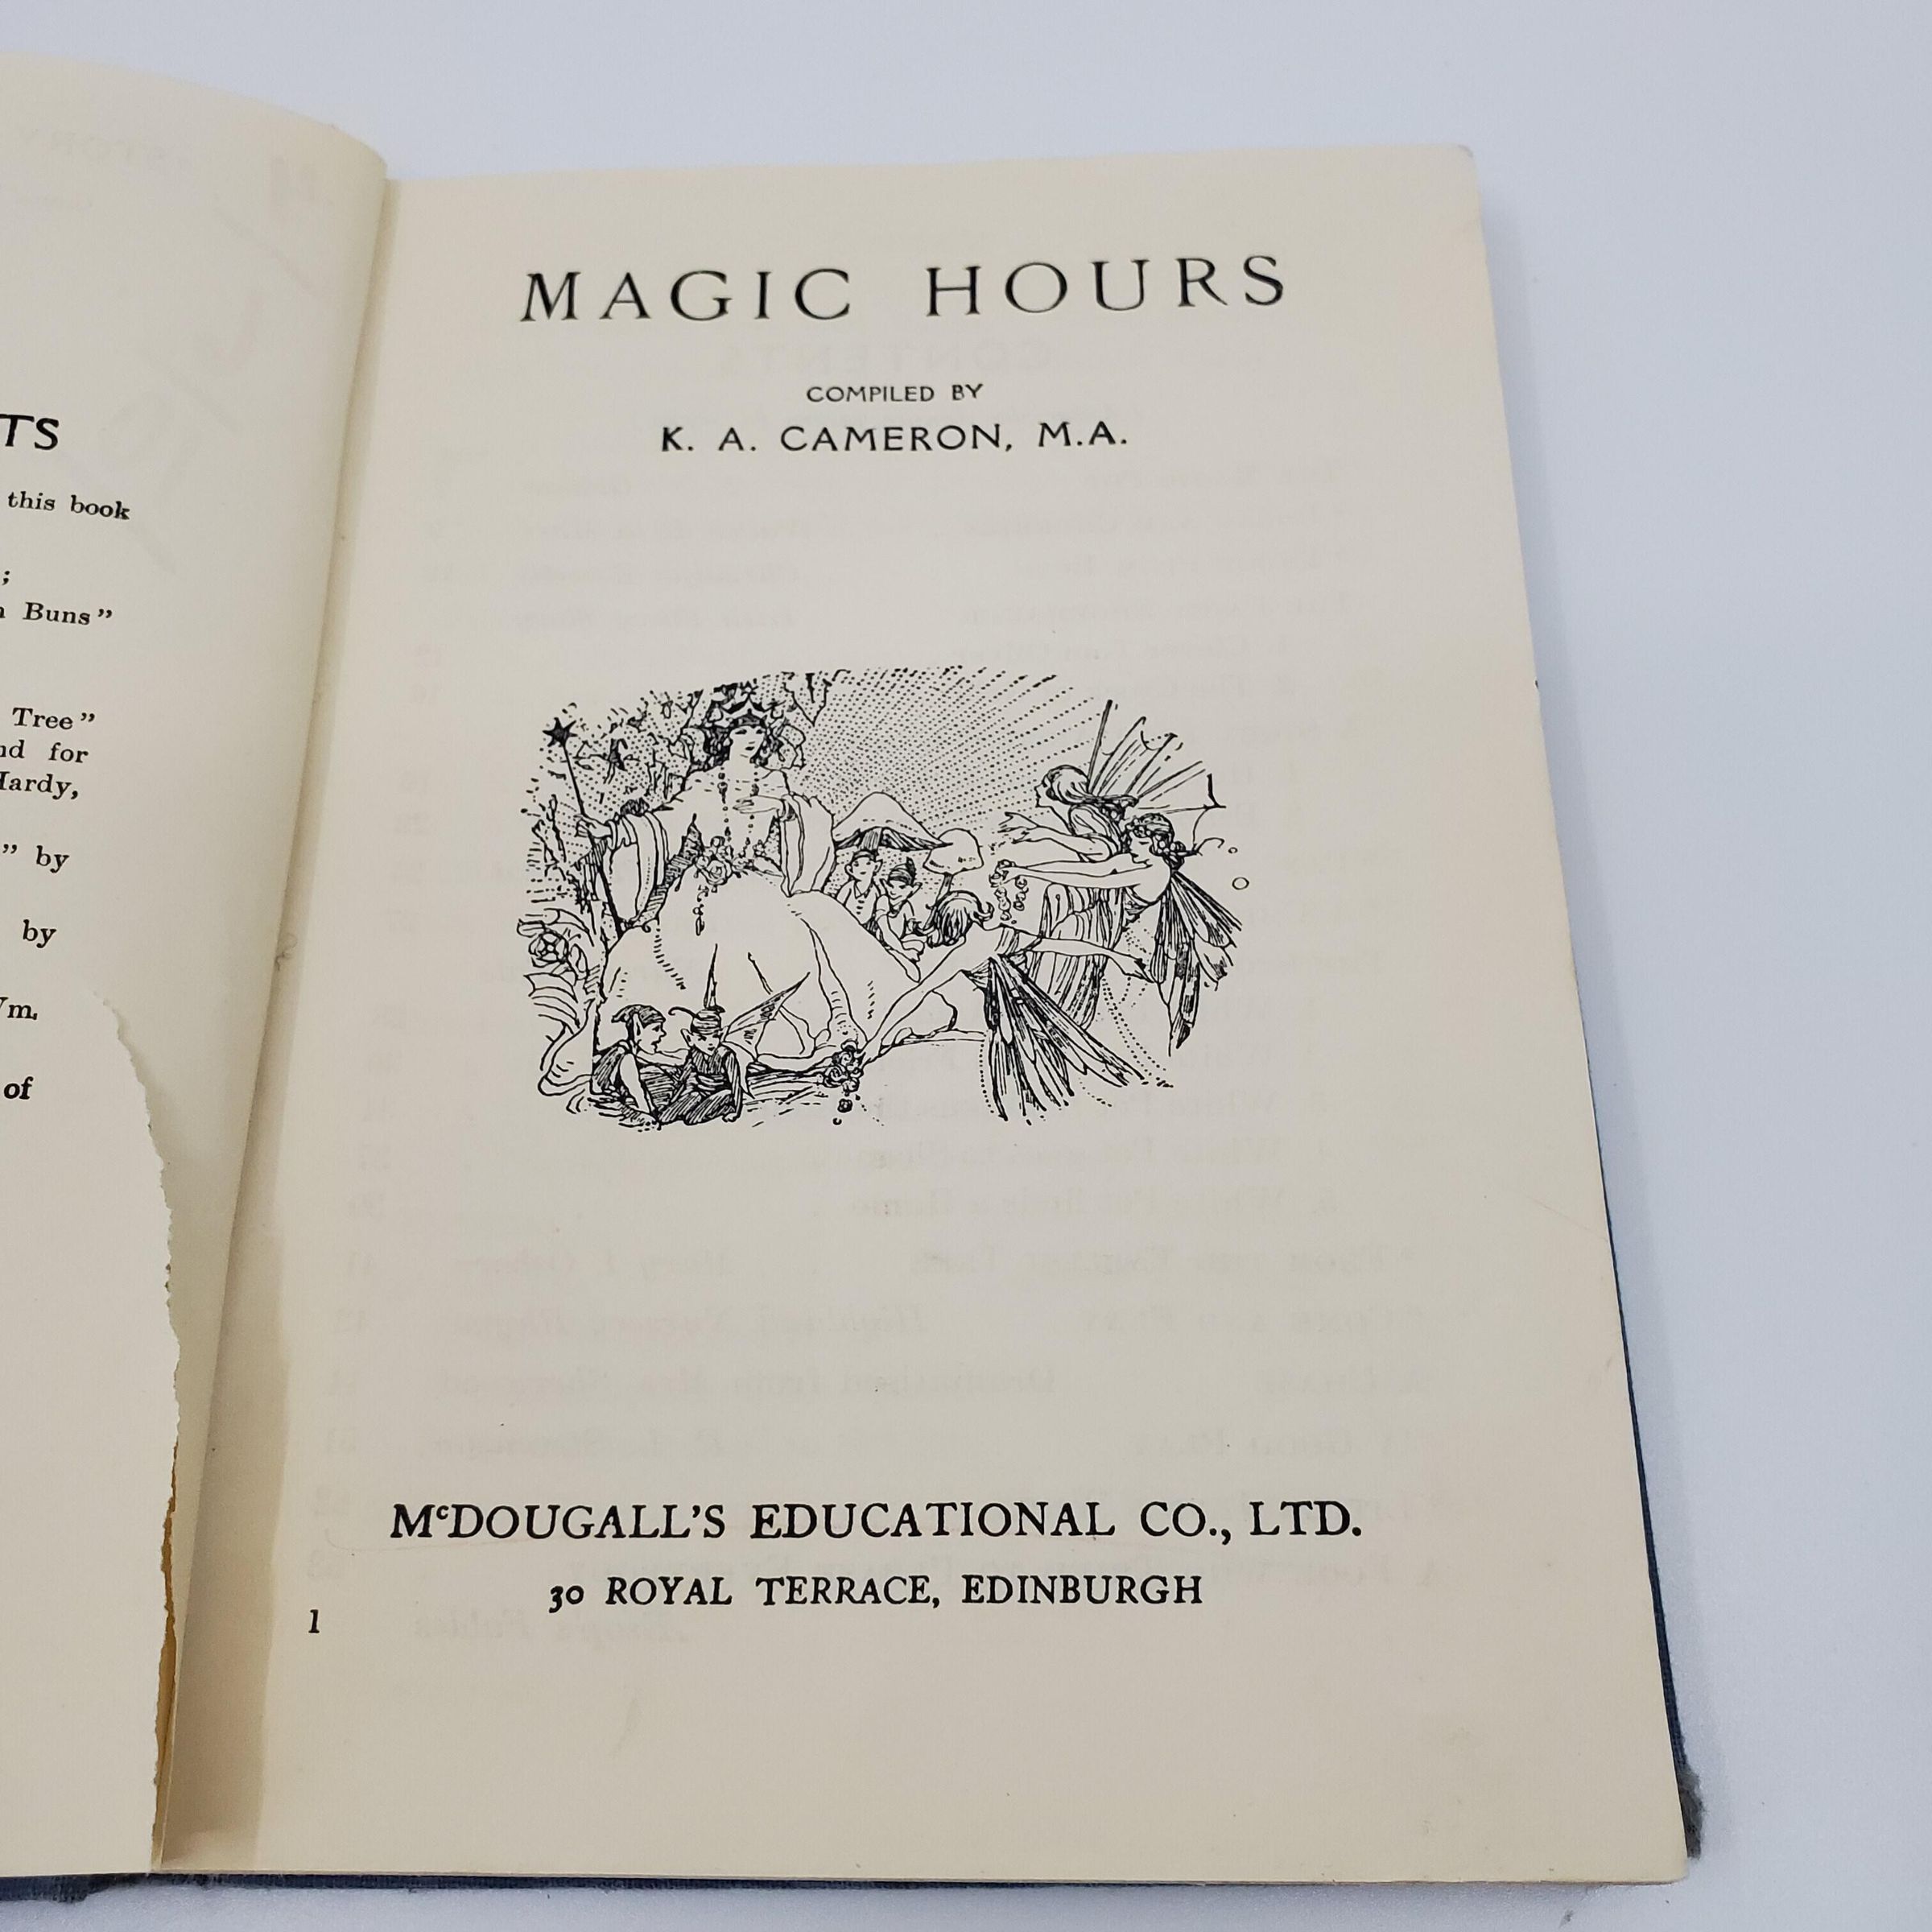 TS
this book
;
Buns”
Tree”
nd for
Hardy,
” by
by
Wm.
of
MAGIC HOURS
COMPILED BY
K. A. CAMERON, M.A.
McDOUGALL'S EDUCATIONAL CO., LTD.
30 ROYAL TERRACE, EDINBURGH
1